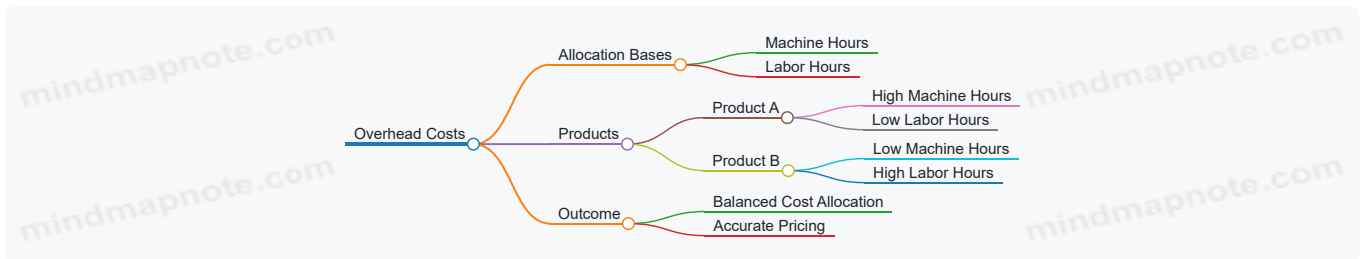 mindmapnote.com
mindmapnote.com
Machine Hours
Allocation Bases
Labor Hours
High Machine Hours
Product A
Low Labor Hours
Overhead Costs
Products
Low Machine Hours
Product B
High Labor Hours
mindmapnote.com
mindmapnote.com
Balanced Cost Allocation
Outcome
Accurate Pricing